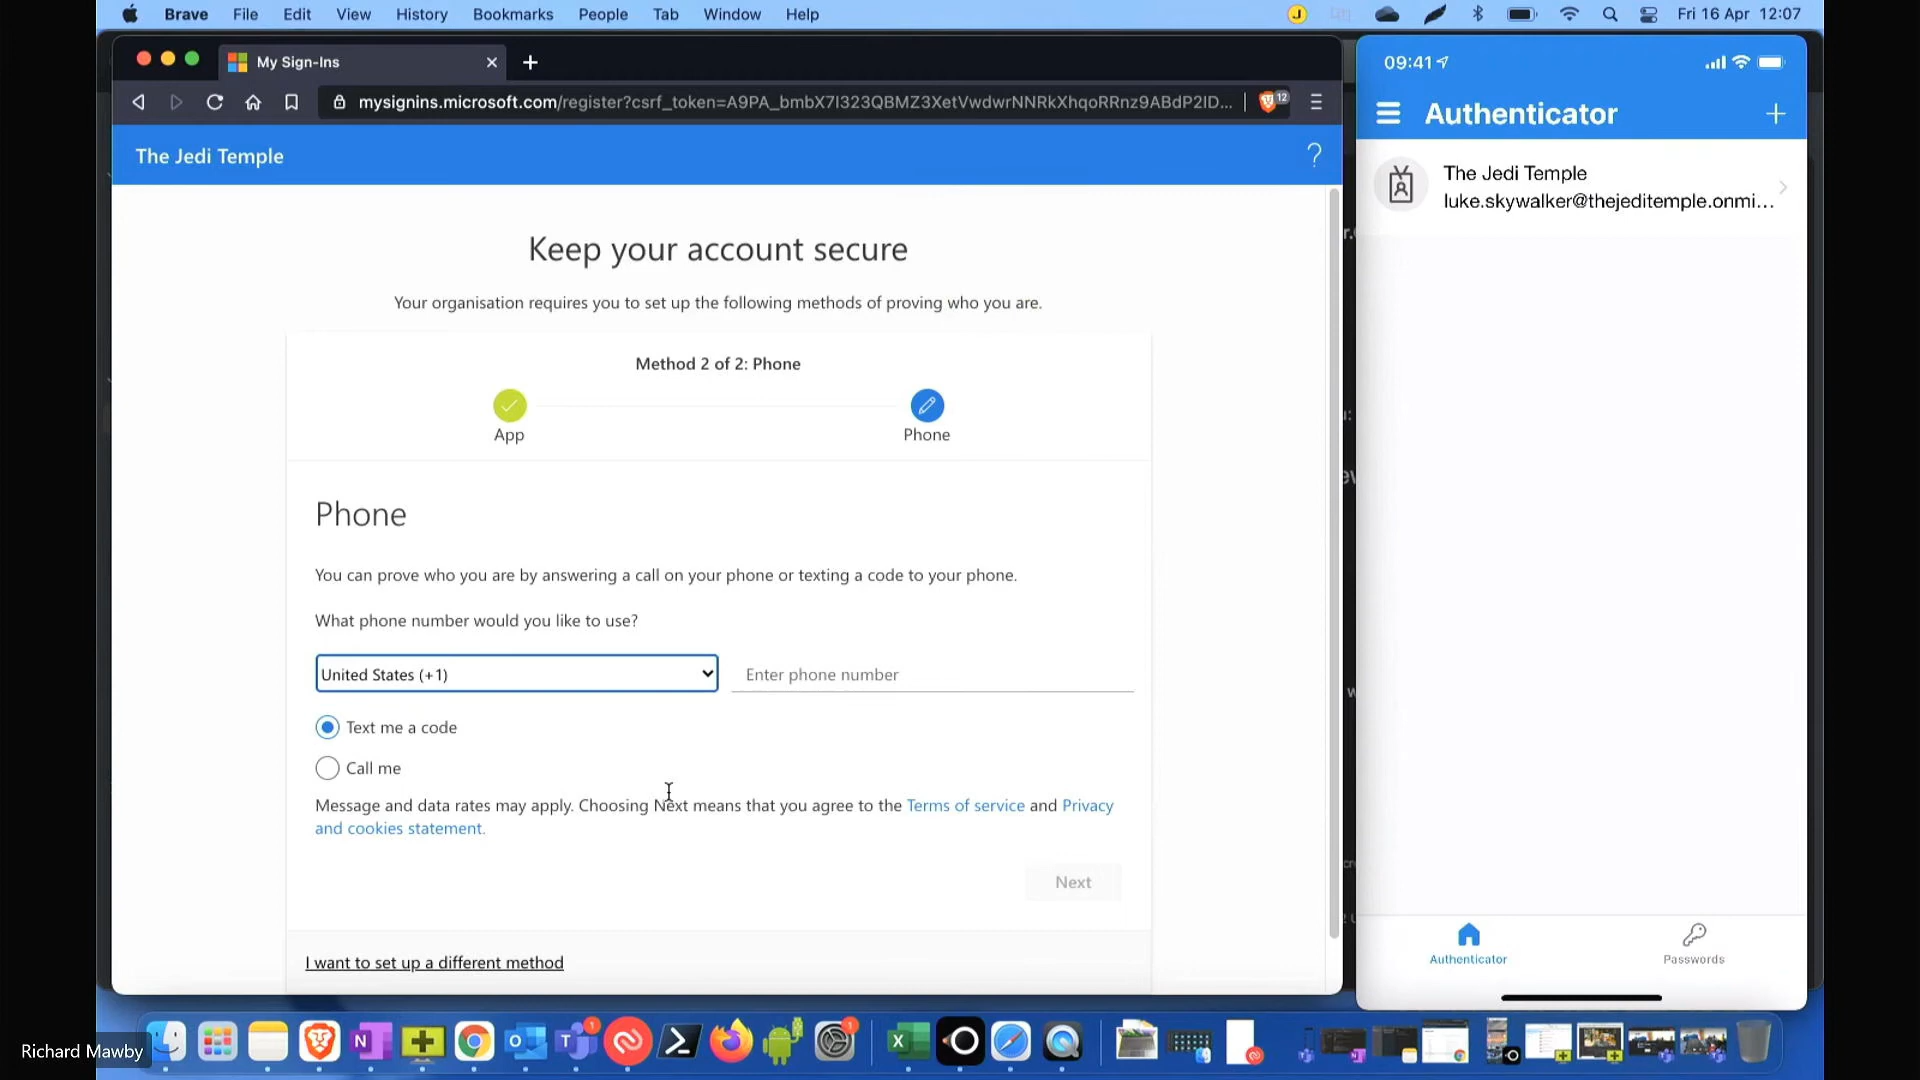 Brave File Edit View History Bookmarks People Tab Window Help
J
Fri 16 Apr 12:07
My Sign-Ins
mysignins.microsoft.com/register?csrf_token=A9PA_bmbX7I323QBMZ3XetVwdwrNNRkXhqoRRnz9ABdP2ID...
12
The Jedi Temple
?
Keep your account secure
Your organisation requires you to set up the following methods of proving who you are.
Method 2 of 2: Phone
App
Phone
Phone
You can prove who you are by answering a call on your phone or texting a code to your phone.
What phone number would you like to use?
United States (+1)
Enter phone number
Text me a code
Call me
Message and data rates may apply. Choosing Next means that you agree to the Terms of service and Privacy
and cookies statement.
Next
I want to set up a different method
09:41
Authenticator
The Jedi Temple
luke.skywalker@thejeditemple.onmi...
Authenticator
Passwords
Richard Mawby